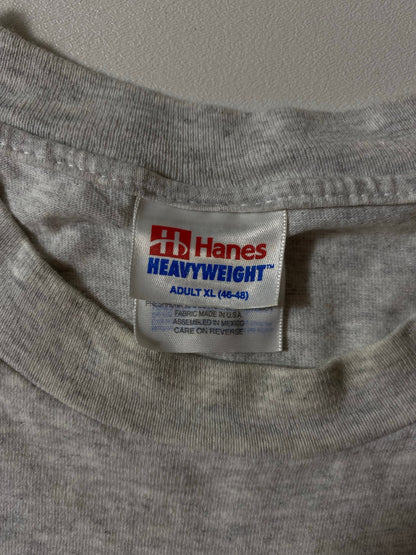 Hanes
HEAVYWEIGHT™
ADULT XL (46-48)
FABRIC MADE IN U.S.A.
ASSEMBLED IN MEXICO
CARE ON REVERSE